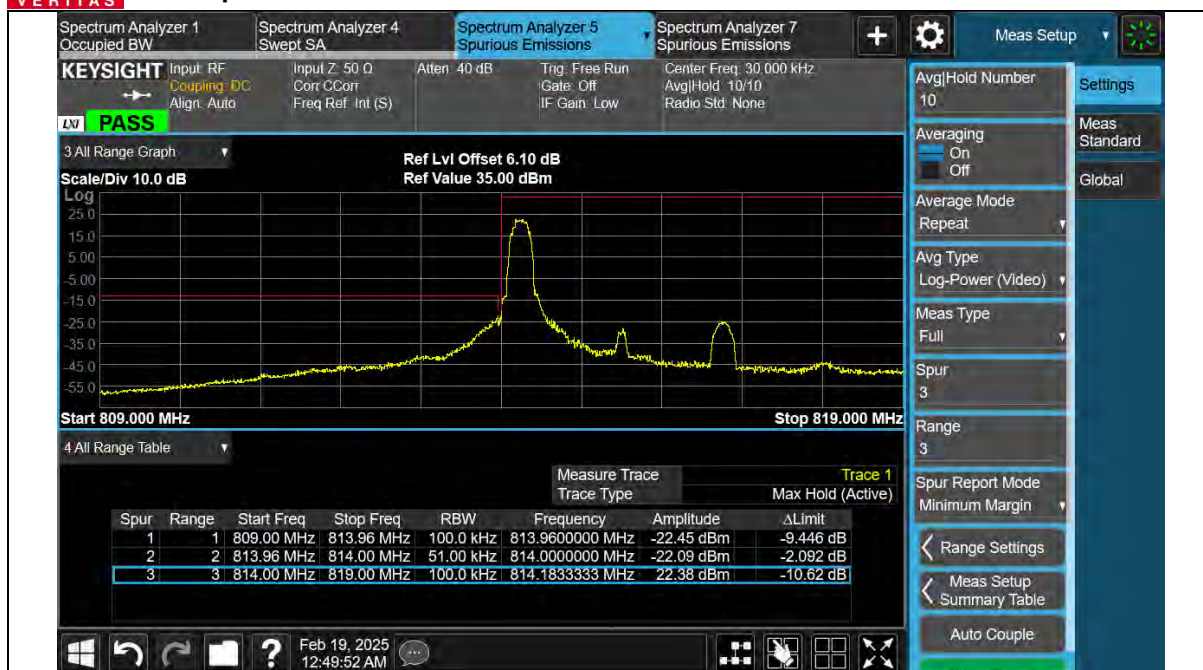 VERITAS
Spectrum Analyzer 1 Spectrum Analyzer 4 Spectrum Analyzer 5 Spectrum Analyzer 7 Meas Setup
Occupied BW Swept SA Spurious Emissions Spurious Emissions
KEYSIGHT Input: RF Input Z: 50 Ω Atten: 40 dB Trig: Free Run Center Freq: 30.000 kHz
Coupling: DC Corr CCorr Gate: Off Avg|Hold: 10/10
Align: Auto Freq Ref: Int (S) IF Gain: Low Radio Std: None
LXI PASS
3 All Range Graph
Ref Lvl Offset 6.10 dB
Scale/Div 10.0 dB Ref Value 35.00 dBm
Log
25.0
15.0
5.00
-5.00
-15.0
-25.0
-35.0
-45.0
-55.0
Start 809.000 MHz Stop 819.000 MHz
4 All Range Table
Measure Trace Trace 1
Trace Type Max Hold (Active)
Spur Range Start Freq Stop Freq RBW Frequency Amplitude ΔLimit
1 1 809.00 MHz 813.96 MHz 100.0 kHz 813.9600000 MHz -22.45 dBm -9.446 dB
2 2 813.96 MHz 814.00 MHz 51.00 kHz 814.0000000 MHz -22.09 dBm -2.092 dB
3 3 814.00 MHz 819.00 MHz 100.0 kHz 814.1833333 MHz 22.38 dBm -10.62 dB
Feb 19, 2025
12:49:52 AM
Avg|Hold Number
10
Averaging
On
Off
Average Mode
Repeat
Avg Type
Log-Power (Video)
Meas Type
Full
Spur
3
Range
3
Spur Report Mode
Minimum Margin
Range Settings
Meas Setup
Summary Table
Auto Couple
Settings
Meas
Standard
Global